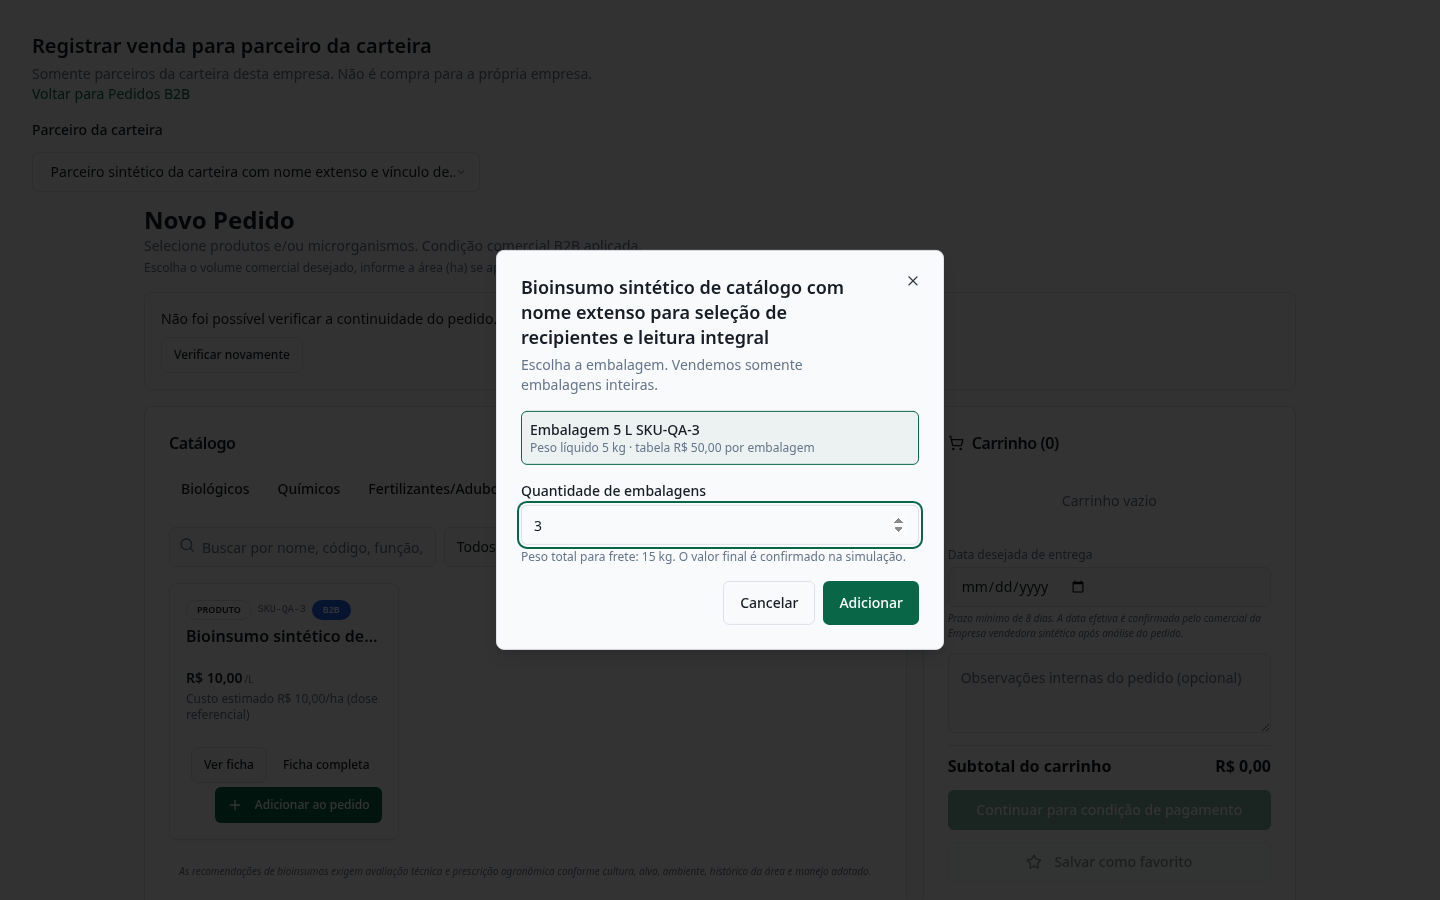 Registrar venda para parceiro da carteira
Somente parceiros da carteira desta empresa. Não é compra para a própria empresa.
Voltar para Pedidos B2B
Parceiro da carteira
Parceiro sintético da carteira com nome extenso e vínculo de..
Novo Pedido
Selecione produtos e/ou microrganismos. Condição comercial B2B aplicada.
Escolha o volume comercial desejado, informe a área (ha) se
Não foi possível verificar a continuidade do pedido.
Verificar novamente
Bioinsumo sintético de catálogo com
nome extenso para seleção de
recipientes e leitura integral
Escolha a embalagem. Vendemos somente
embalagens inteiras.
Embalagem 5 L SKU-QA-3
Peso líquido 5 kg · tabela R$ 50,00 por embalagem
Quantidade de embalagens
3
Peso total para frete: 15 kg. O valor final é confirmado na simulação.
Cancelar
Adicionar
Catálogo
Biológicos
Químicos
Fertilizantes/Adubo
Buscar por nome, código, função,
Todos
PRODUTO
SKU-QA-3
B2B
Bioinsumo sintético de...
R$ 10,00 /L
Custo estimado R$ 10,00/ha (dose
referencial)
Ver ficha
Ficha completa
Adicionar ao pedido
As recomendações de bioinsumos exigem avaliação técnica e prescrição agronômica conforme cultura, alvo, ambiente, histórico da área e manejo adotado.
Carrinho (0)
Carrinho vazio
Data desejada de entrega
mm/dd/yyyy
Prazo mínimo de 8 dias. A data efetiva é confirmada pelo comercial da
Empresa vendedora sintética após análise do pedido.
Observações internas do pedido (opcional)
Subtotal do carrinho
R$ 0,00
Continuar para condição de pagamento
Salvar como favorito